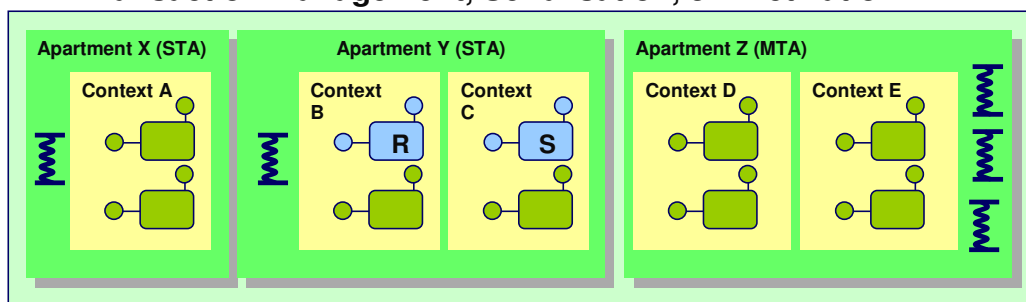 Apartment X (STA)
Apartment Y (STA)
Apartment Z (MTA)
Context A
Context
B
Context
C
Context D
Context E
R
S